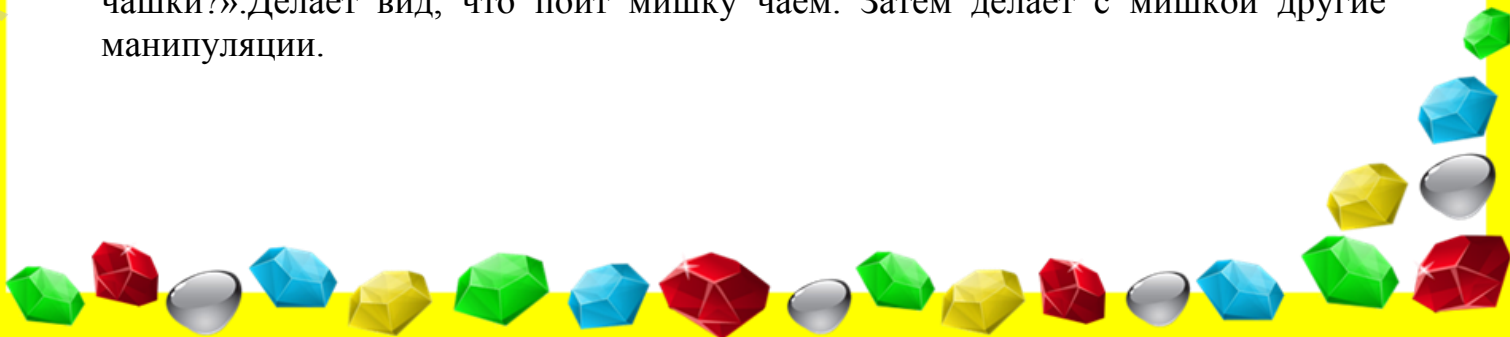 чашки?».Делает вид, что поит мишку чаем. Затем делает с мишкой другие
манипуляции.